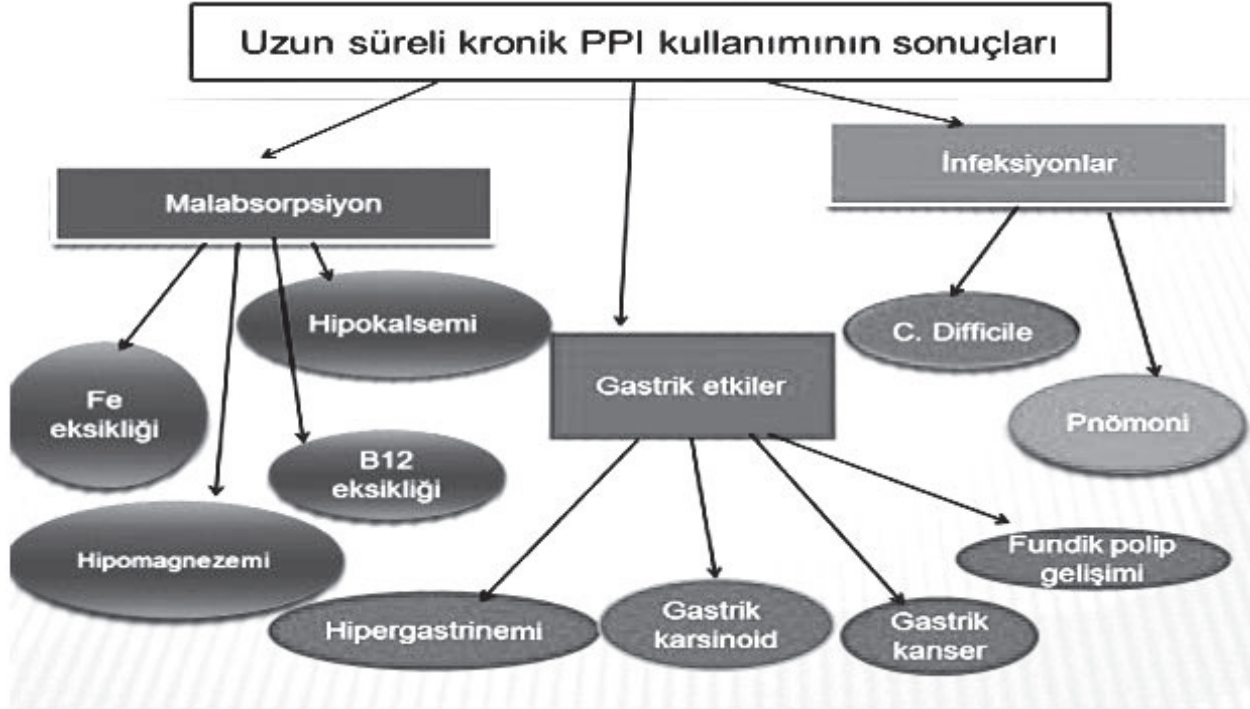 Uzun süreli kronik PPI kullanımının sonuçları
Malabsorpsiyon
İnfeksiyonlar
Hipokalsemi
Fe
eksikliği
B12
eksikliği
Hipomagnezemi
Gastrik etkiler
C. Difficile
Pnömoni
Hipergastrinemi
Gastrik
karsinoid
Gastrik
kanser
Fundik polip
gelişimi